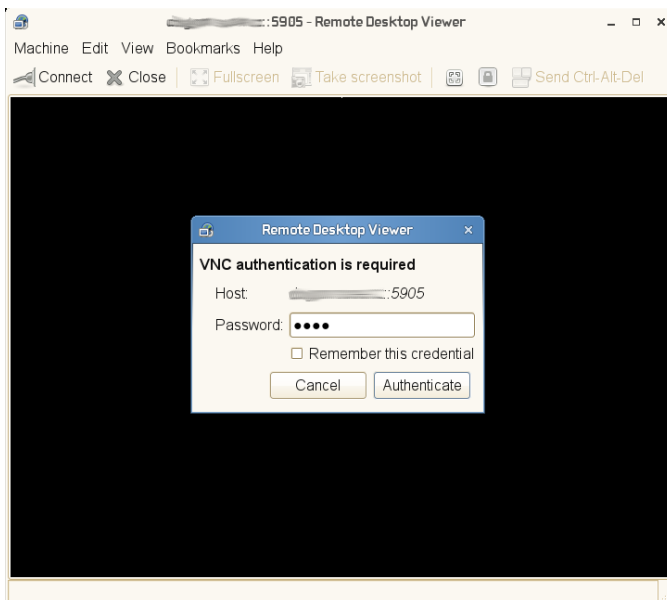 ::5905 - Remote Desktop Viewer
Machine Edit View Bookmarks Help
Connect Close Fullscreen Take screenshot Send Ctrl-Alt-Del
Remote Desktop Viewer
VNC authentication is required
Host: ::5905
Password: ••••
Remember this credential
Cancel Authenticate